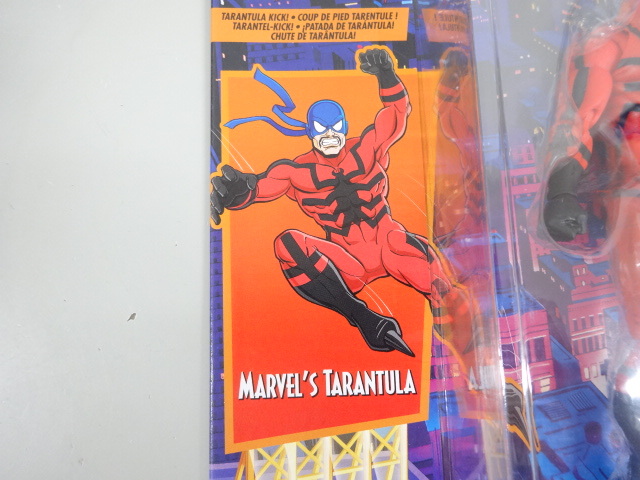 TARANTULA KICK! • COUP DE PIED TARENTULE !
TARANTEL-KICK! • ¡PATADA DE TARÁNTULA!
CHUTE DE TARÂNTULA!
MARVEL'S TARANTULA